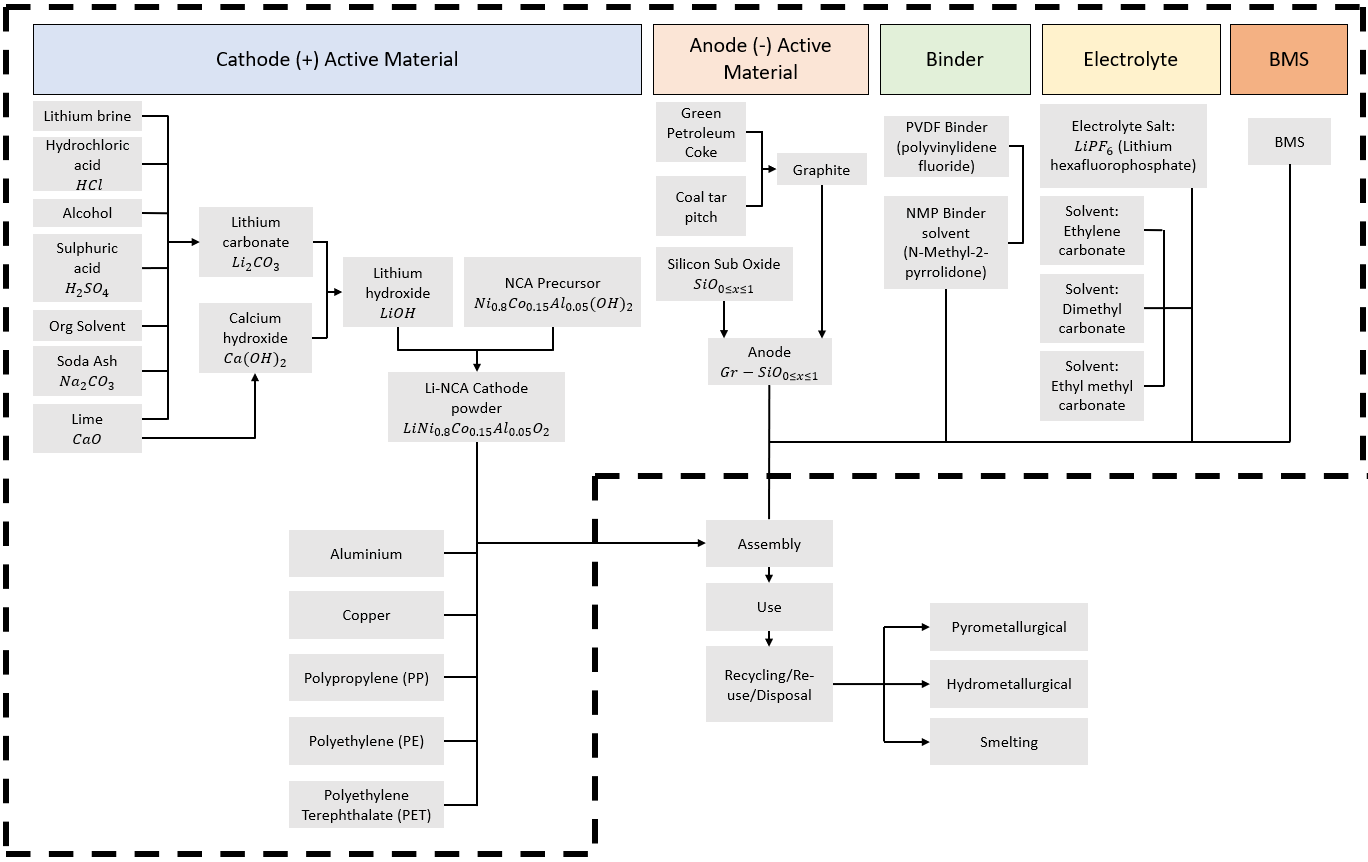 Cathode (+) Active Material
Anode (-) Active
Material
Binder
Electrolyte
BMS
Lithium brine
Hydrochloric
acid
HCl
Alcohol
Sulphuric
acid
H₂SO₄
Org Solvent
Soda Ash
Na₂CO₃
Lime
CaO
Lithium
carbonate
Li₂CO₃
Calcium
hydroxide
Ca(OH)₂
Lithium
hydroxide
LiOH
NCA Precursor
Ni₀.₈Co₀.₁₅Al₀.₀₅(OH)₂
Li-NCA Cathode
powder
LiNi₀.₈Co₀.₁₅Al₀.₀₅O₂
Green
Petroleum
Coke
Coal tar
pitch
Graphite
Silicon Sub Oxide
SiO₀≤ₓ≤₁
Anode
Gr − SiO₀≤ₓ≤₁
PVDF Binder
(polyvinylidene
fluoride)
NMP Binder
solvent
(N-Methyl-2-
pyrrolidone)
Electrolyte Salt:
LiPF₆ (Lithium
hexafluorophosphate)
Solvent:
Ethylene
carbonate
Solvent:
Dimethyl
carbonate
Solvent:
Ethyl methyl
carbonate
BMS
Aluminium
Copper
Polypropylene (PP)
Polyethylene (PE)
Polyethylene
Terephthalate (PET)
Assembly
Use
Recycling/Re-
use/Disposal
Pyrometallurgical
Hydrometallurgical
Smelting